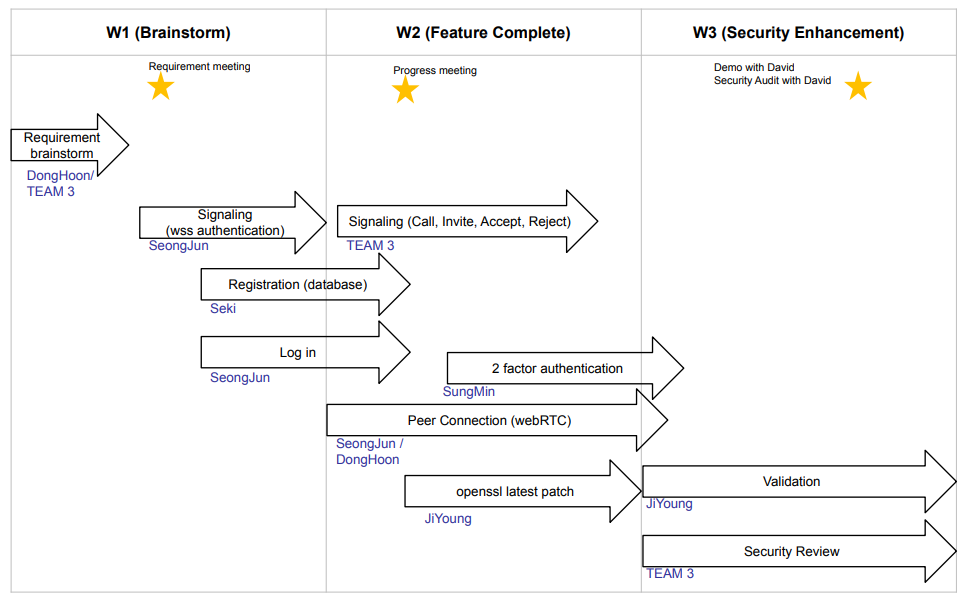 W1 (Brainstorm)
W2 (Feature Complete)
W3 (Security Enhancement)
Requirement meeting
Progress meeting
Demo with David
Security Audit with David
Requirement
brainstorm
DongHoon/
TEAM 3
Signaling
(wss authentication)
SeongJun
Signaling (Call, Invite, Accept, Reject)
TEAM 3
Registration (database)
Seki
Log in
SeongJun
2 factor authentication
SungMin
Peer Connection (webRTC)
SeongJun /
DongHoon
openssl latest patch
JiYoung
Validation
JiYoung
Security Review
TEAM 3